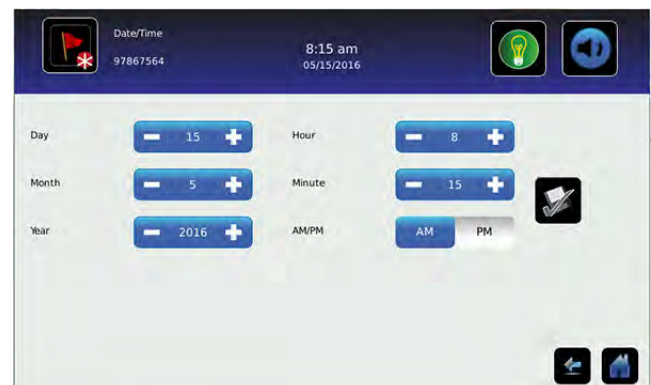 Date/Time
97867564
8:15 am
05/15/2016
Day
15
Hour
8
Month
5
Minute
15
Year
2016
AM/PM
AM
PM